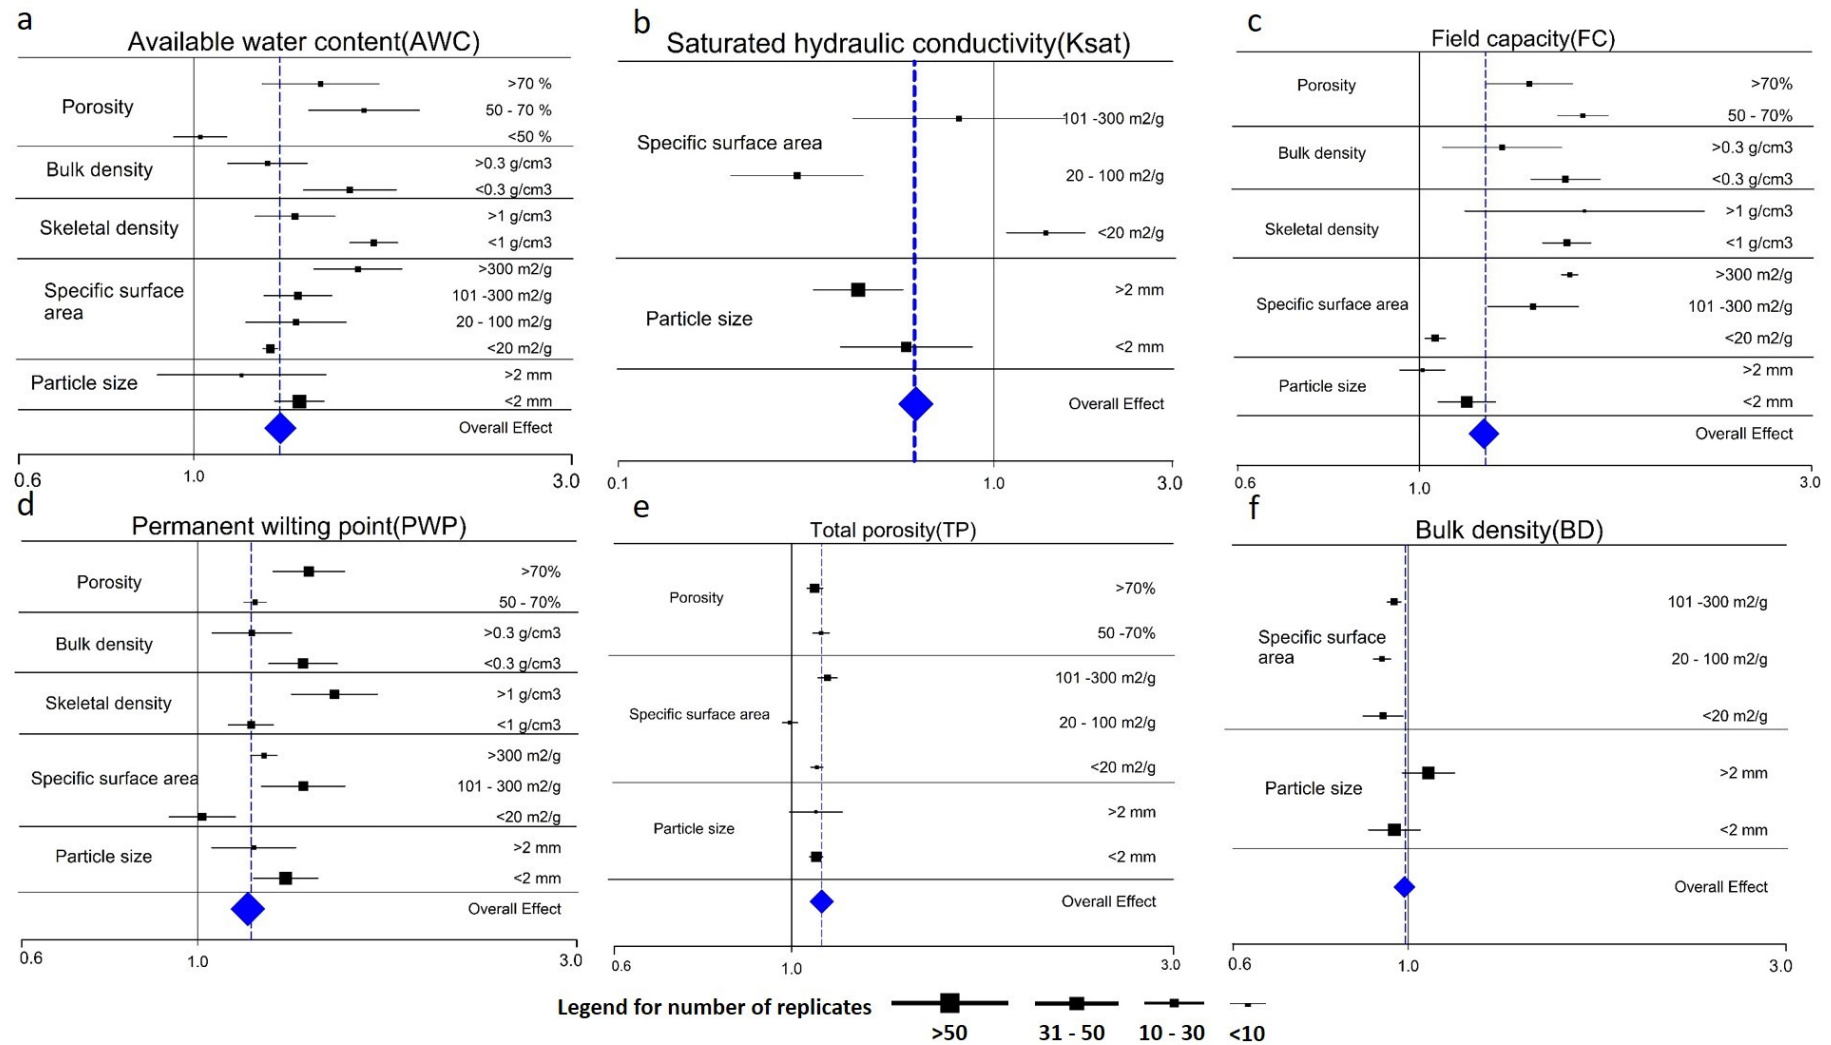 a
Available water content(AWC)
Porosity
>70 %
50 - 70 %
<50 %
Bulk density
>0.3 g/cm3
<0.3 g/cm3
Skeletal density
>1 g/cm3
<1 g/cm3
Specific surface
area
>300 m2/g
101 -300 m2/g
20 - 100 m2/g
<20 m2/g
Particle size
>2 mm
<2 mm
Overall Effect
0.6 1.0 3.0
b
Saturated hydraulic conductivity(Ksat)
Specific surface area
101 -300 m2/g
20 - 100 m2/g
<20 m2/g
Particle size
>2 mm
<2 mm
Overall Effect
0.1 1.0 3.0
c
Field capacity(FC)
Porosity
>70%
50 - 70%
Bulk density
>0.3 g/cm3
<0.3 g/cm3
Skeletal density
>1 g/cm3
<1 g/cm3
Specific surface area
>300 m2/g
101-300 m2/g
<20 m2/g
Particle size
>2 mm
<2 mm
Overall Effect
0.6 1.0 3.0
d
Permanent wilting point(PWP)
Porosity
>70%
50 - 70%
Bulk density
>0.3 g/cm3
<0.3 g/cm3
Skeletal density
>1 g/cm3
<1 g/cm3
Specific surface area
>300 m2/g
101 - 300 m2/g
<20 m2/g
Particle size
>2 mm
<2 mm
Overall Effect
0.6 1.0 3.0
e
Total porosity(TP)
Porosity
>70%
50 -70%
Specific surface area
101 -300 m2/g
20 - 100 m2/g
<20 m2/g
Particle size
>2 mm
<2 mm
Overall Effect
0.6 1.0 3.0
f
Bulk density(BD)
Specific surface
area
101 -300 m2/g
20 - 100 m2/g
<20 m2/g
Particle size
>2 mm
<2 mm
Overall Effect
0.6 1.0 3.0
Legend for number of replicates
>50 31 - 50 10 - 30 <10